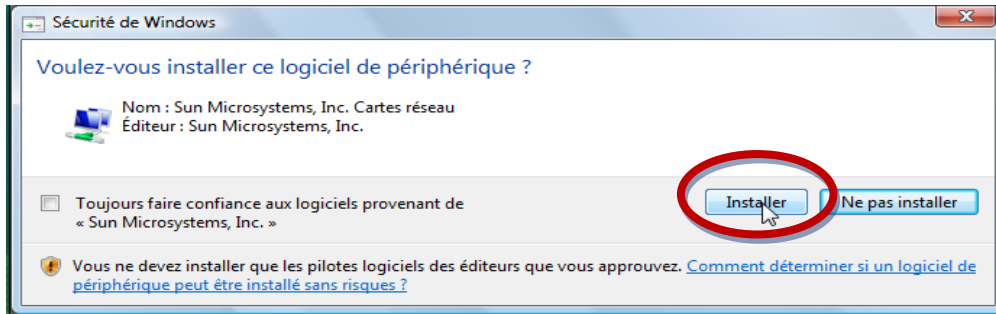 Sécurité de Windows
Voulez-vous installer ce logiciel de périphérique ?
Nom : Sun Microsystems, Inc. Cartes réseau
Éditeur : Sun Microsystems, Inc.
Toujours faire confiance aux logiciels provenant de
« Sun Microsystems, Inc. »
Installer
Ne pas installer
Vous ne devez installer que les pilotes logiciels des éditeurs que vous approuvez. Comment déterminer si un logiciel de
périphérique peut être installé sans risques ?